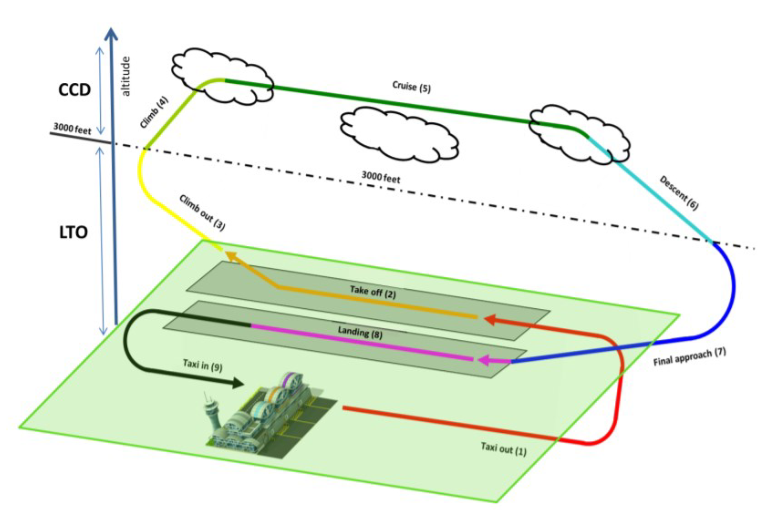 altitude
CCD
Cruise (5)
Climb (4)
3000 feet
3000 feet
Descent (6)
LTO
Climb out (3)
Take off (2)
Landing (8)
Final approach (7)
Taxi in (9)
Taxi out (1)